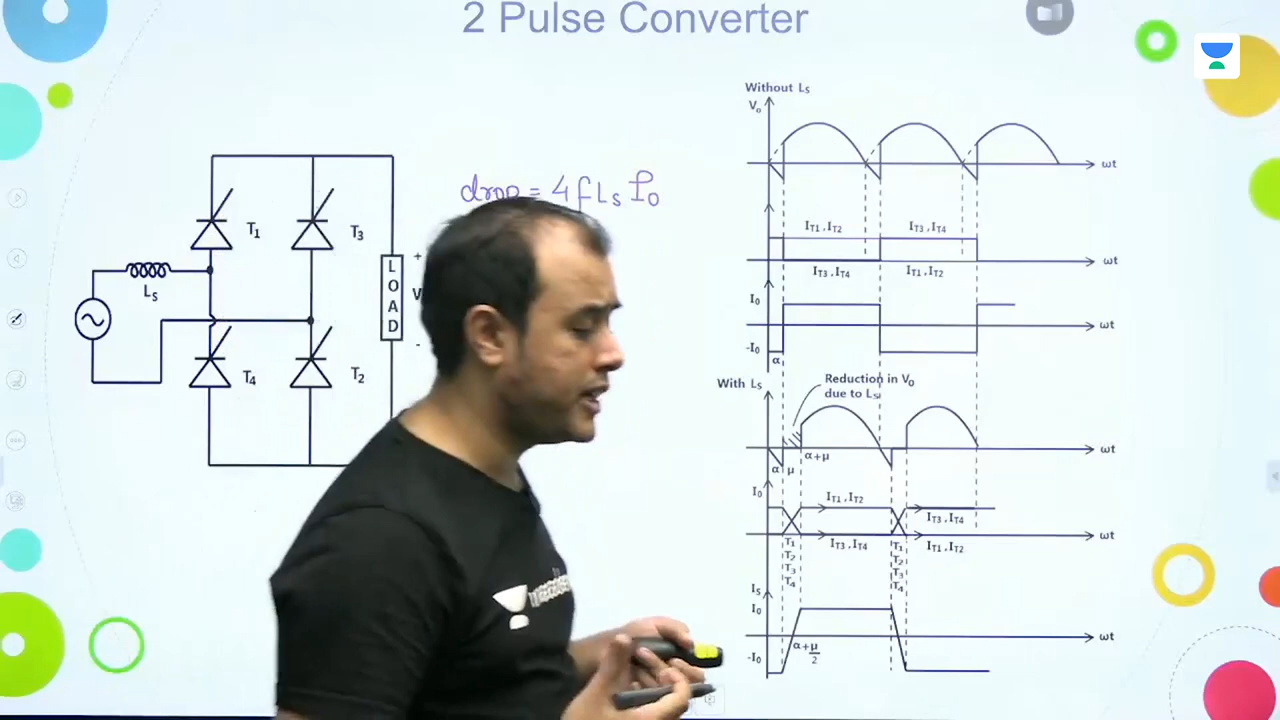 2 Pulse Converter
Without LS
Vo
ωt
drop = 4fLS Io
T1
T3
IT1,IT2
IT3,IT4
ωt
IT3,IT4
IT1,IT2
LS
LOAD
+
V
-
I0
ωt
-I0
α
T4
T2
With LS
Reduction in V0
due to LS
ωt
α
μ
α+μ
I0
IT1,IT2
IT3,IT4
ωt
IT3,IT4
IT1,IT2
T1
T2
T3
T4
T1
T2
T3
T4
IS
I0
ωt
α+μ/2
-I0